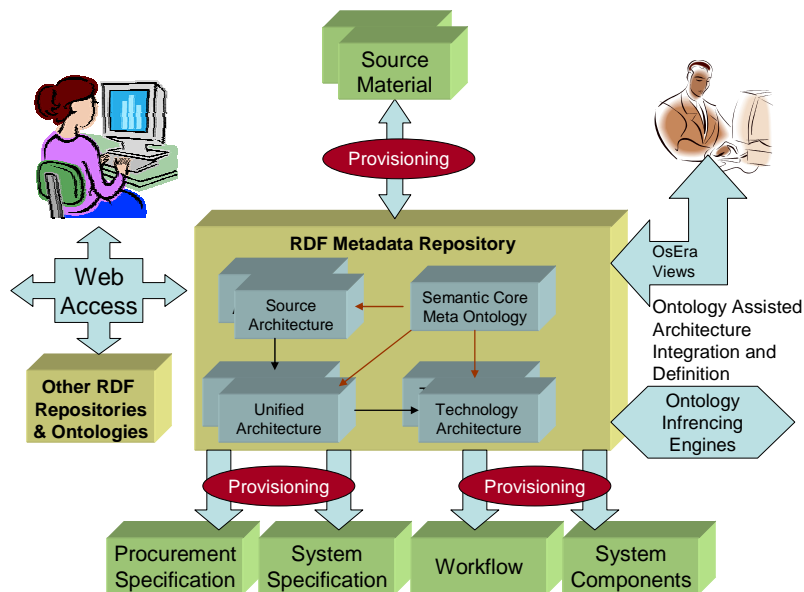 Source
Material
Provisioning
RDF Metadata Repository
OsEra
Views
Web
Access
Source
Architecture
Semantic Core
Meta Ontology
Ontology Assisted
Architecture
Integration and
Definition
Other RDF
Repositories
& Ontologies
Unified
Architecture
Technology
Architecture
Ontology
Infrencing
Engines
Provisioning
Provisioning
Procurement
Specification
System
Specification
Workflow
System
Components